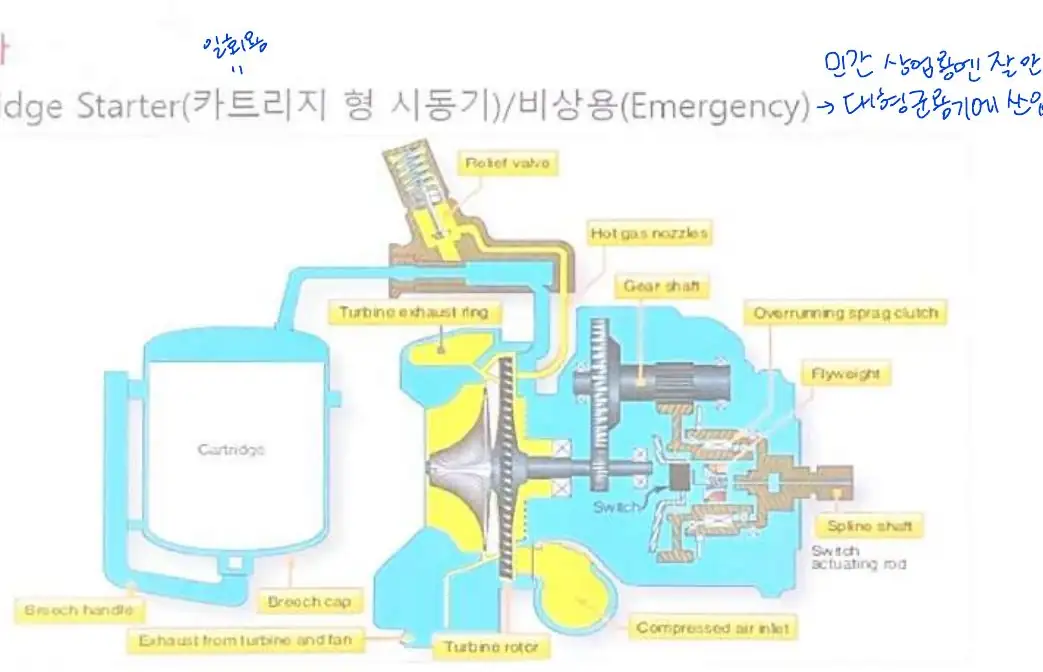 일회용
"
민간 상업용엔 잘 안
idge Starter(카트리지 형 시동기)/비상용(Emergency) → 대형군용기에
Relief valve
Hot gas nozzles
Gear shaft
Turbine exhaust ring
Overrunning sprag clutch
Flyweight
Cartridge
Switch
Spline shaft
Switch
actuating rod
Breech cap
Breech handle
Compressed air inlet
Exhaust from turbine and fan
Turbine rotor